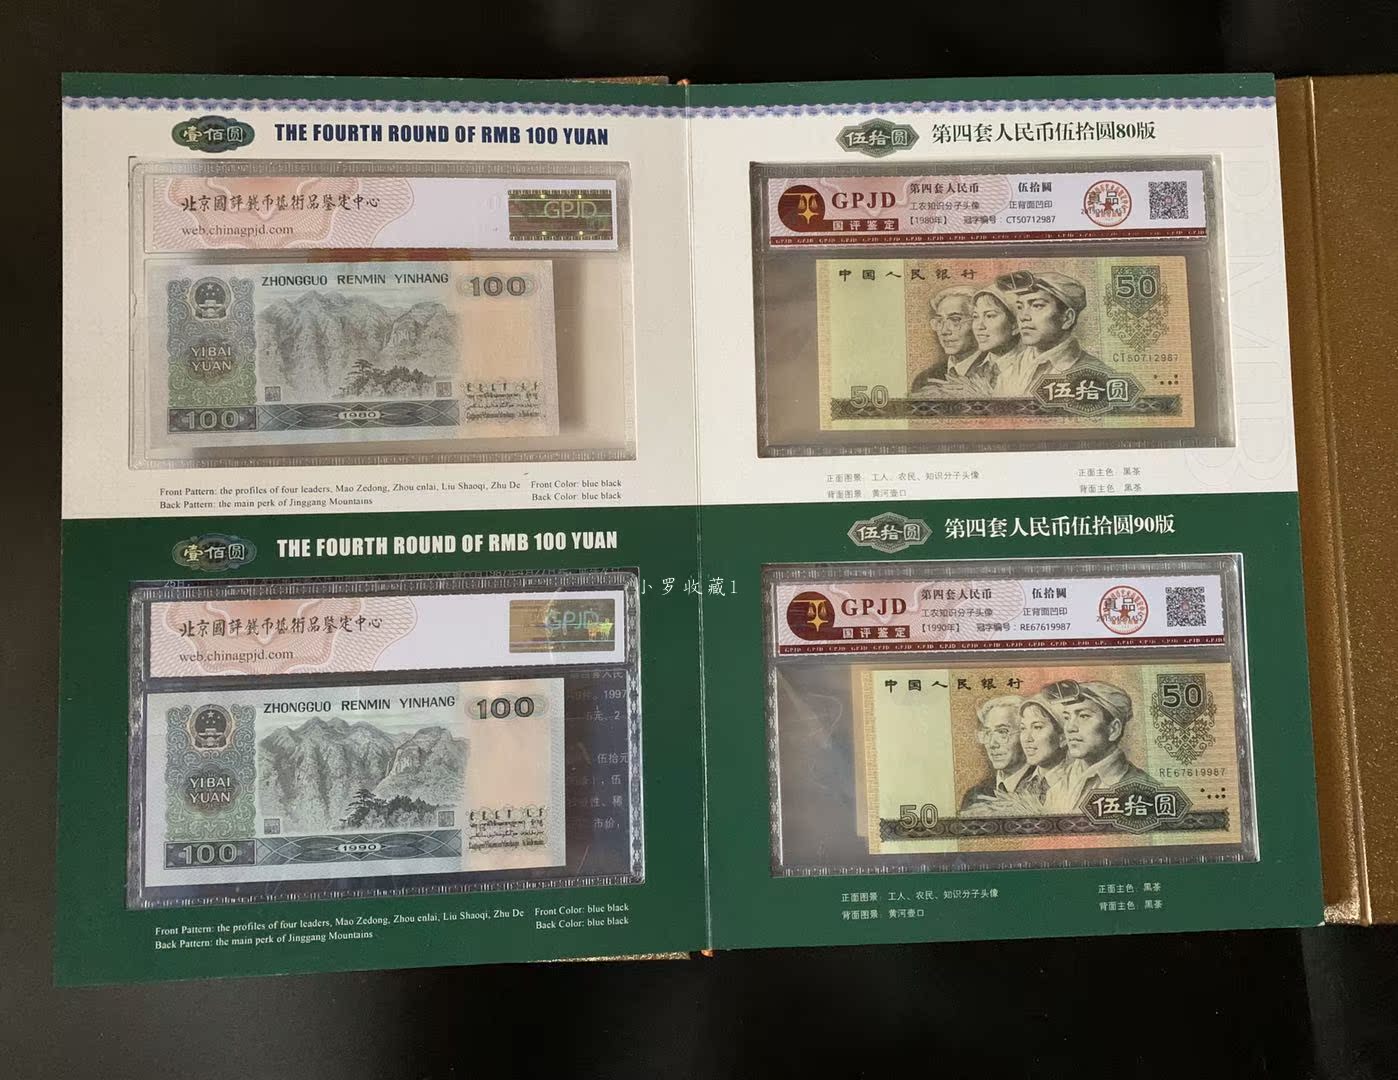 壹佰圆
THE FOURTH ROUND OF RMB 100 YUAN
北京國評錢币藝術品鑒定中心
web.chinagpjd.com
GPJD
ZHONGGUO RENMIN YINHANG
100
YIBAI
YUAN
100
1980
Front Pattern: the profiles of four leaders, Mao Zedong, Zhou enlai, Liu Shaoqi, Zhu De
Front Color: blue black
Back Pattern: the main perk of Jinggang Mountains
Back Color: blue black
伍拾圆
第四套人民币伍拾圆80版
GPJD
国评鉴定
第四套人民币
伍拾圆
工农知识分子头像
正背面凹印
【1980年】
冠字编号：CT50712987
真品
中国人民银行
50
CT50712987
50
伍拾圆
正面图景：工人、农民、知识分子头像
正面主色：黑茶
背面图景：黄河壶口
背面主色：黑茶
壹佰圆
THE FOURTH ROUND OF RMB 100 YUAN
北京國評錢币藝術品鑒定中心
web.chinagpjd.com
GPJD
ZHONGGUO RENMIN YINHANG
100
YIBAI
YUAN
100
1990
Front Pattern: the profiles of four leaders, Mao Zedong, Zhou enlai, Liu Shaoqi, Zhu De
Front Color: blue black
Back Pattern: the main perk of Jinggang Mountains
Back Color: blue black
伍拾圆
第四套人民币伍拾圆90版
GPJD
国评鉴定
第四套人民币
伍拾圆
工农知识分子头像
正背面凹印
【1990年】
冠字编号：RE67619987
真品
中国人民银行
50
RE67619987
50
伍拾圆
正面图景：工人、农民、知识分子头像
正面主色：黑茶
背面图景：黄河壶口
背面主色：黑茶
小罗收藏1